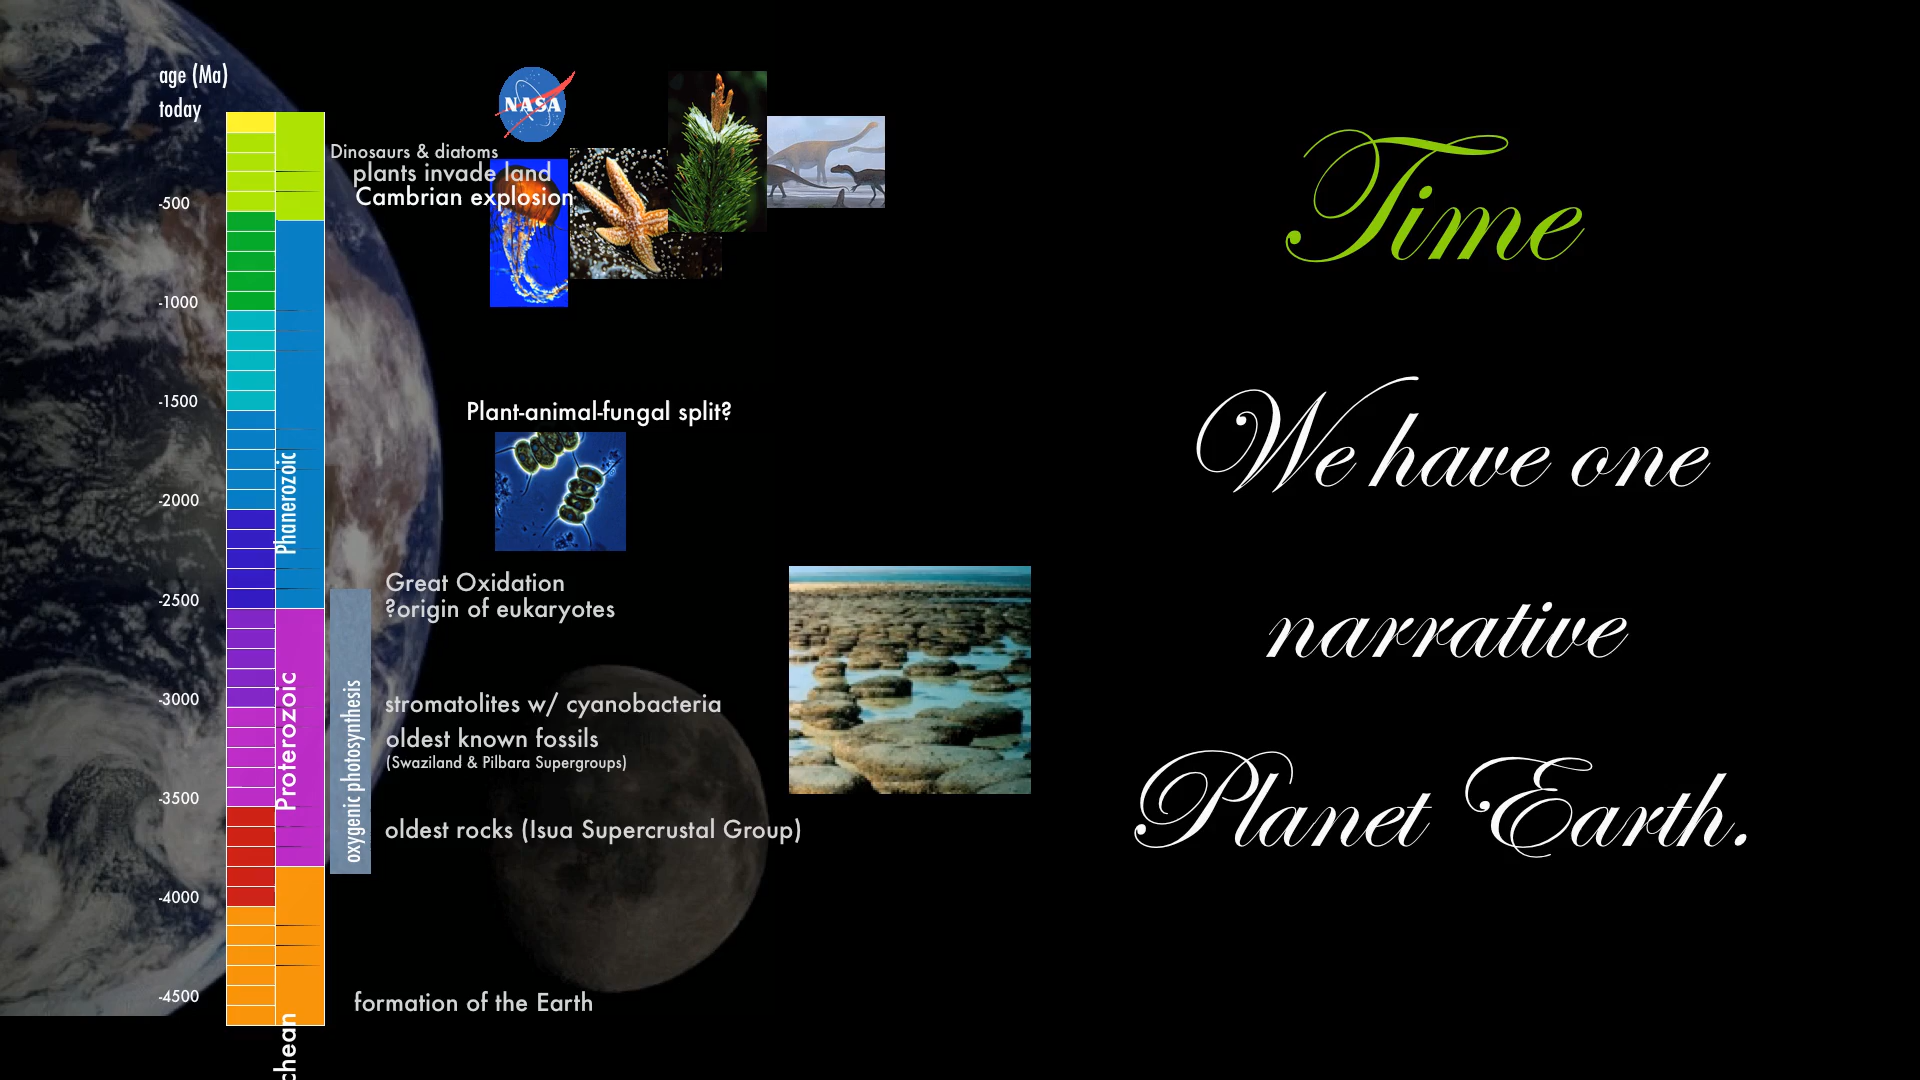 age (Ma)
today
-500
-1000
-1500
-2000
-2500
-3000
-3500
-4000
-4500
Phanerozoic
Proterozoic
chean
oxygenic photosynthesis
NASA
Dinosaurs & diatoms
plants invade land
Cambrian explosion
Plant-animal-fungal split?
Great Oxidation
?origin of eukaryotes
stromatolites w/ cyanobacteria
oldest known fossils
(Swaziland & Pilbara Supergroups)
oldest rocks (Isua Supercrustal Group)
formation of the Earth
Time
We have one
narrative
Planet Earth.